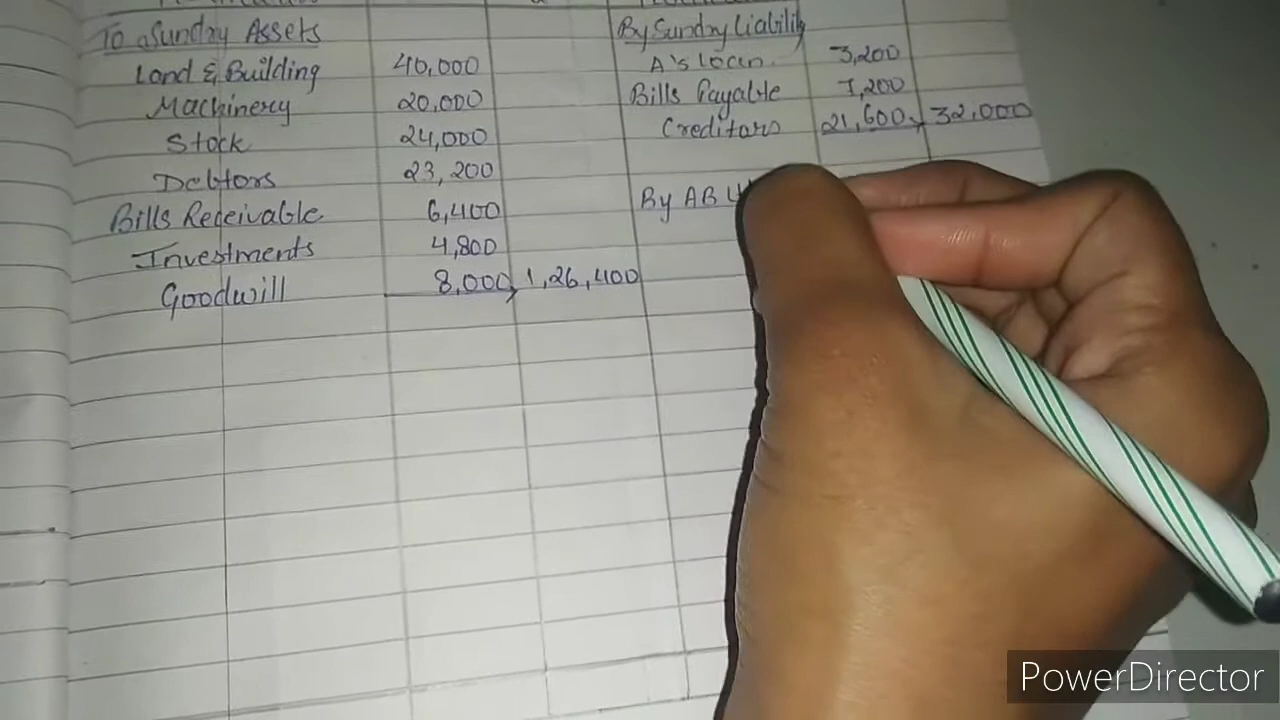 To Sundry Assets
Land & Building 40,000
Machinery 20,000
Stock 24,000
Debtors 23,200
Bills Receivable 6,400
Investments 4,800
Goodwill 8,000 1,26,400
By Sundry Liability
A's loan 3,200
Bills Payable 7,200
Creditors 21,600 32,000
By AB
PowerDirector